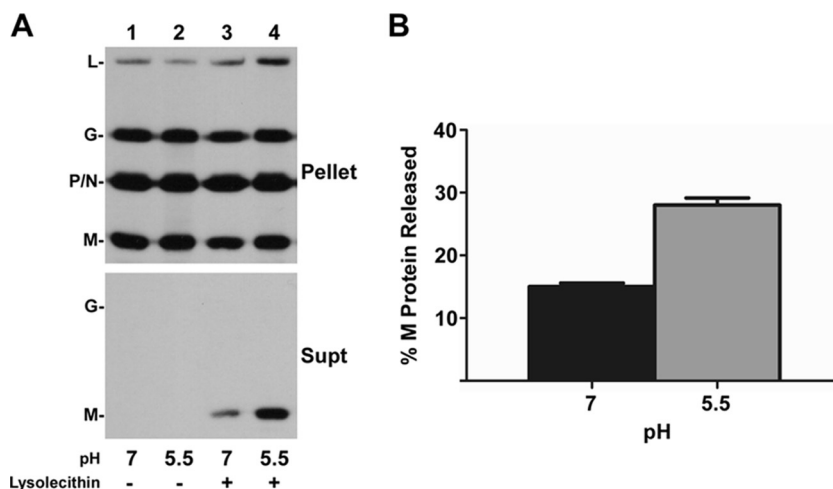 A
B
1 2 3 4
L-
G-
P/N-
M-
Pellet
G-
M-
Supt
pH 7 5.5 7 5.5
Lysolecithin - - + +
% M Protein Released
40
30
20
10
7 5.5
pH